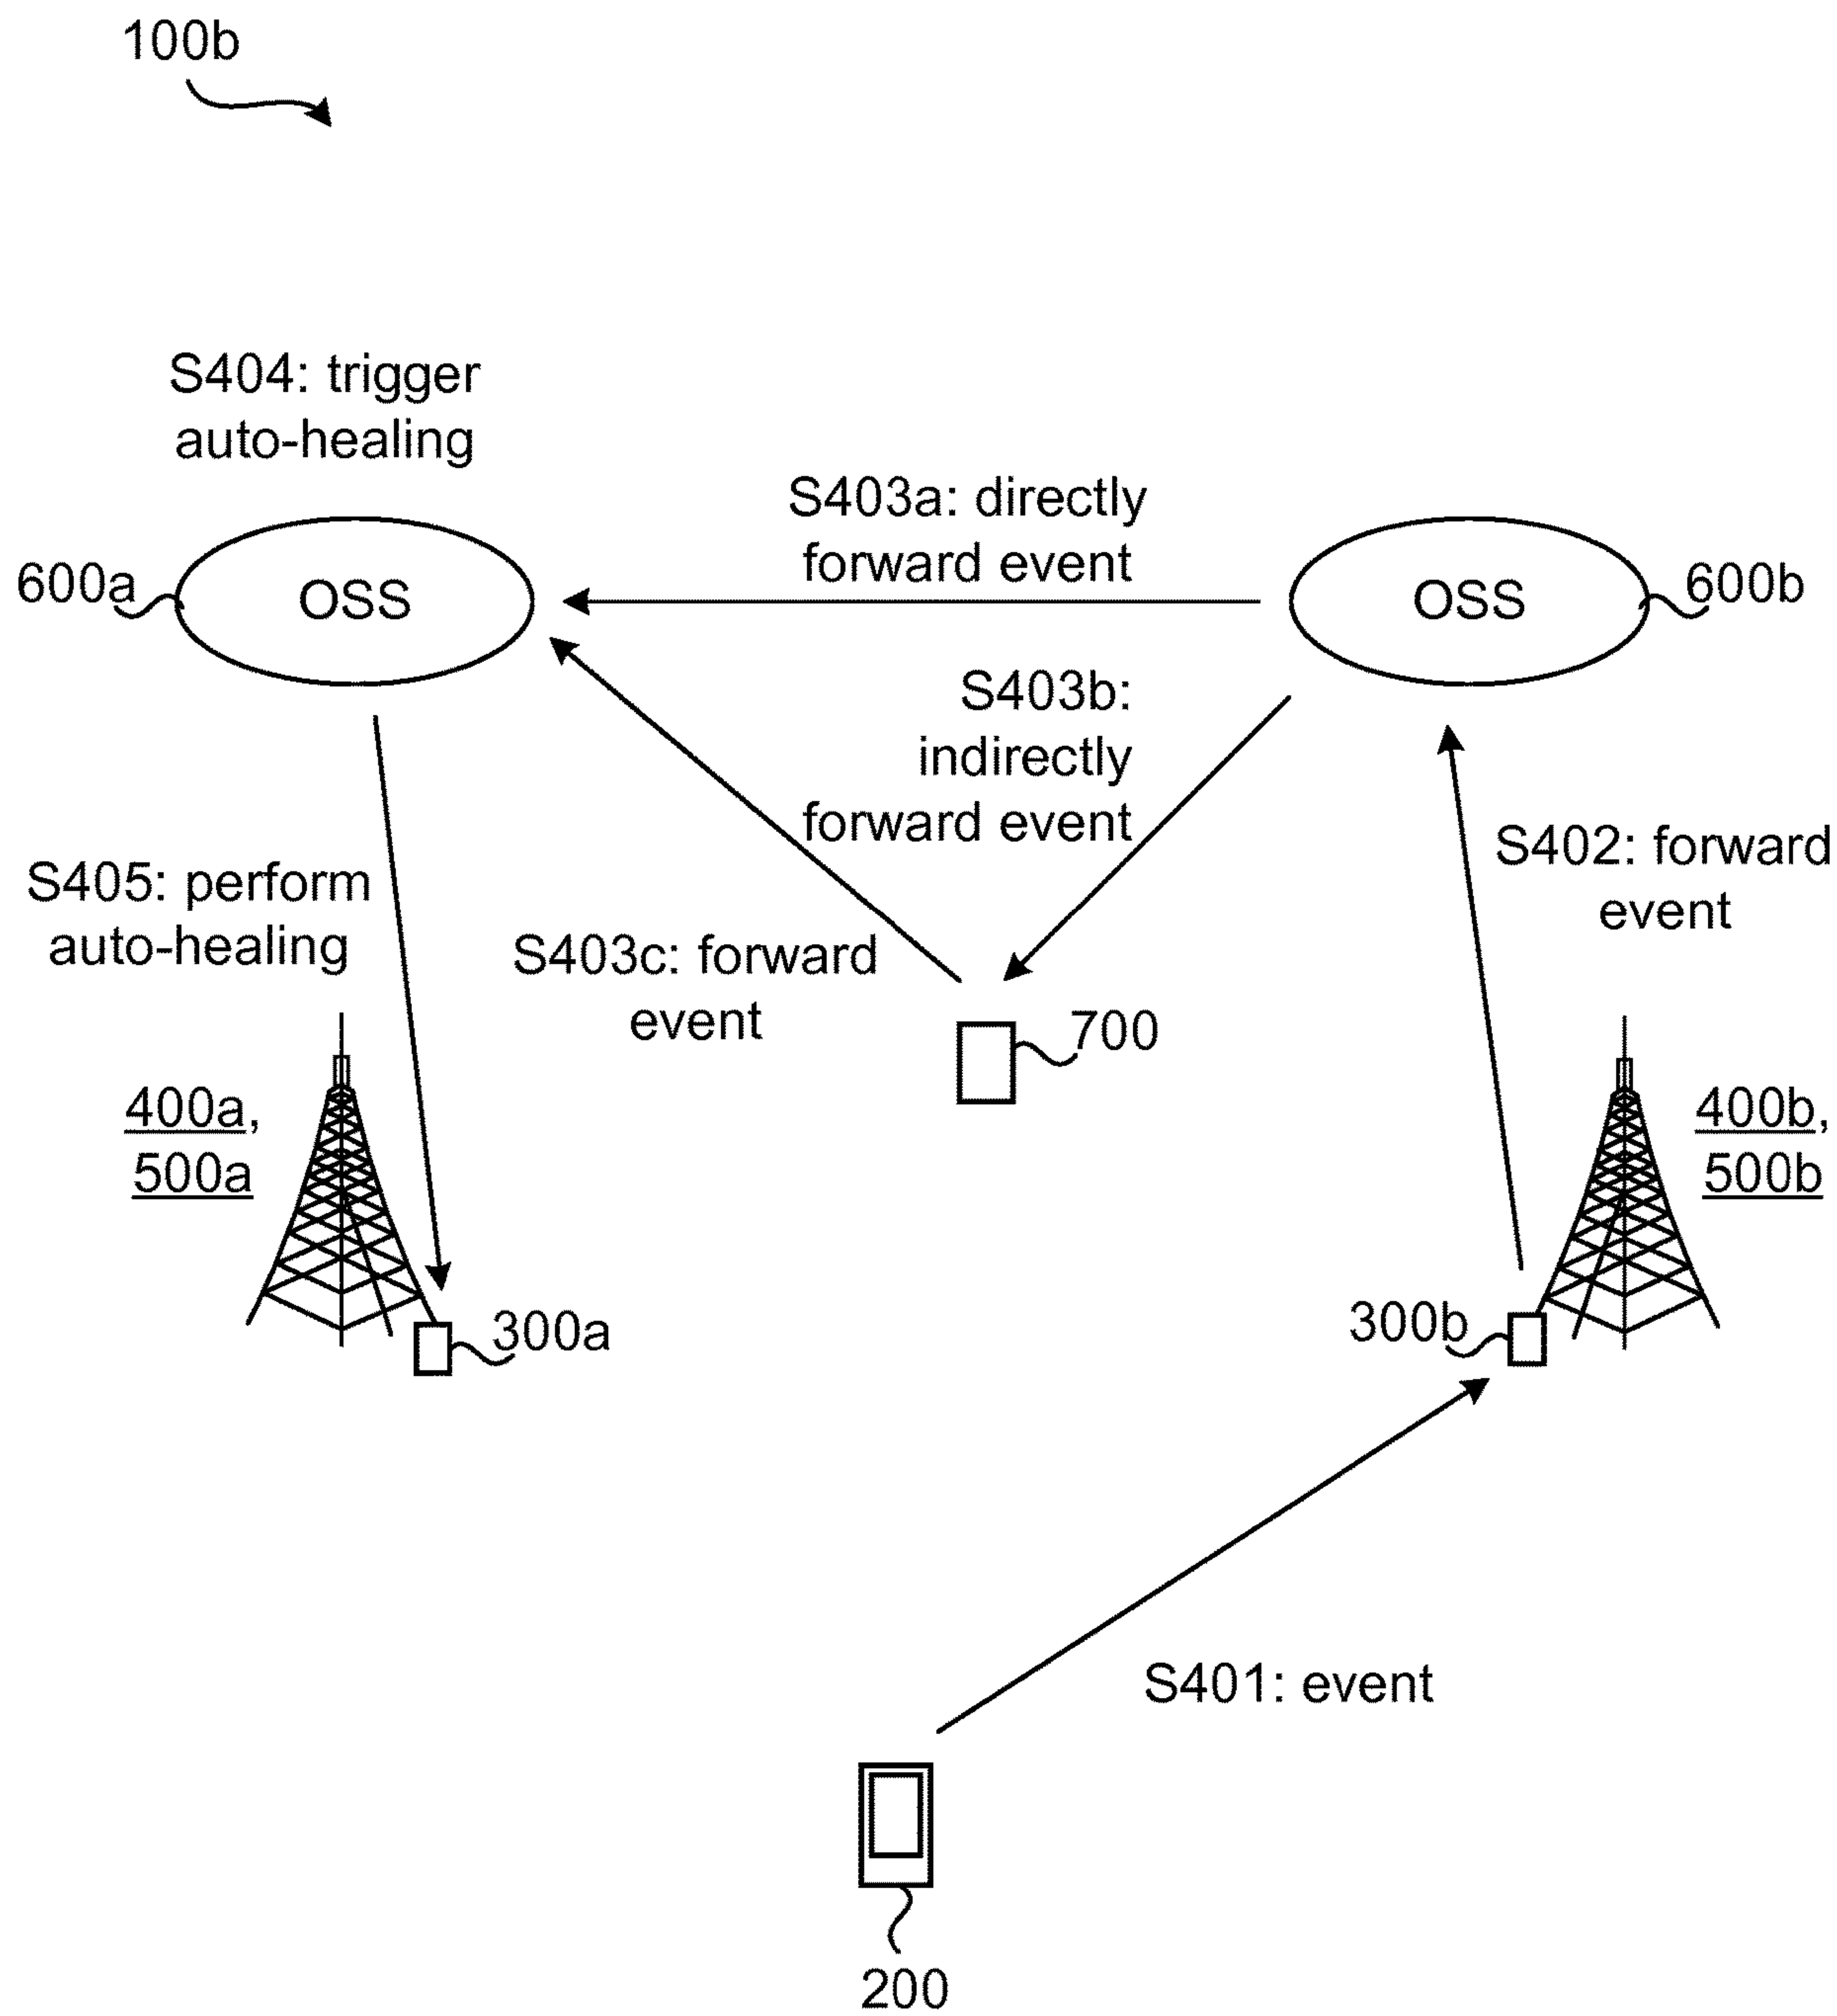 100b
S404: trigger
auto-healing
S403a: directly
forward event
600a
OSS
OSS
600b
S403b:
indirectly
forward event
S402: forward
event
S405: perform
auto-healing
S403c: forward
event
700
400a,
500a
400b,
500b
300a
300b
S401: event
200